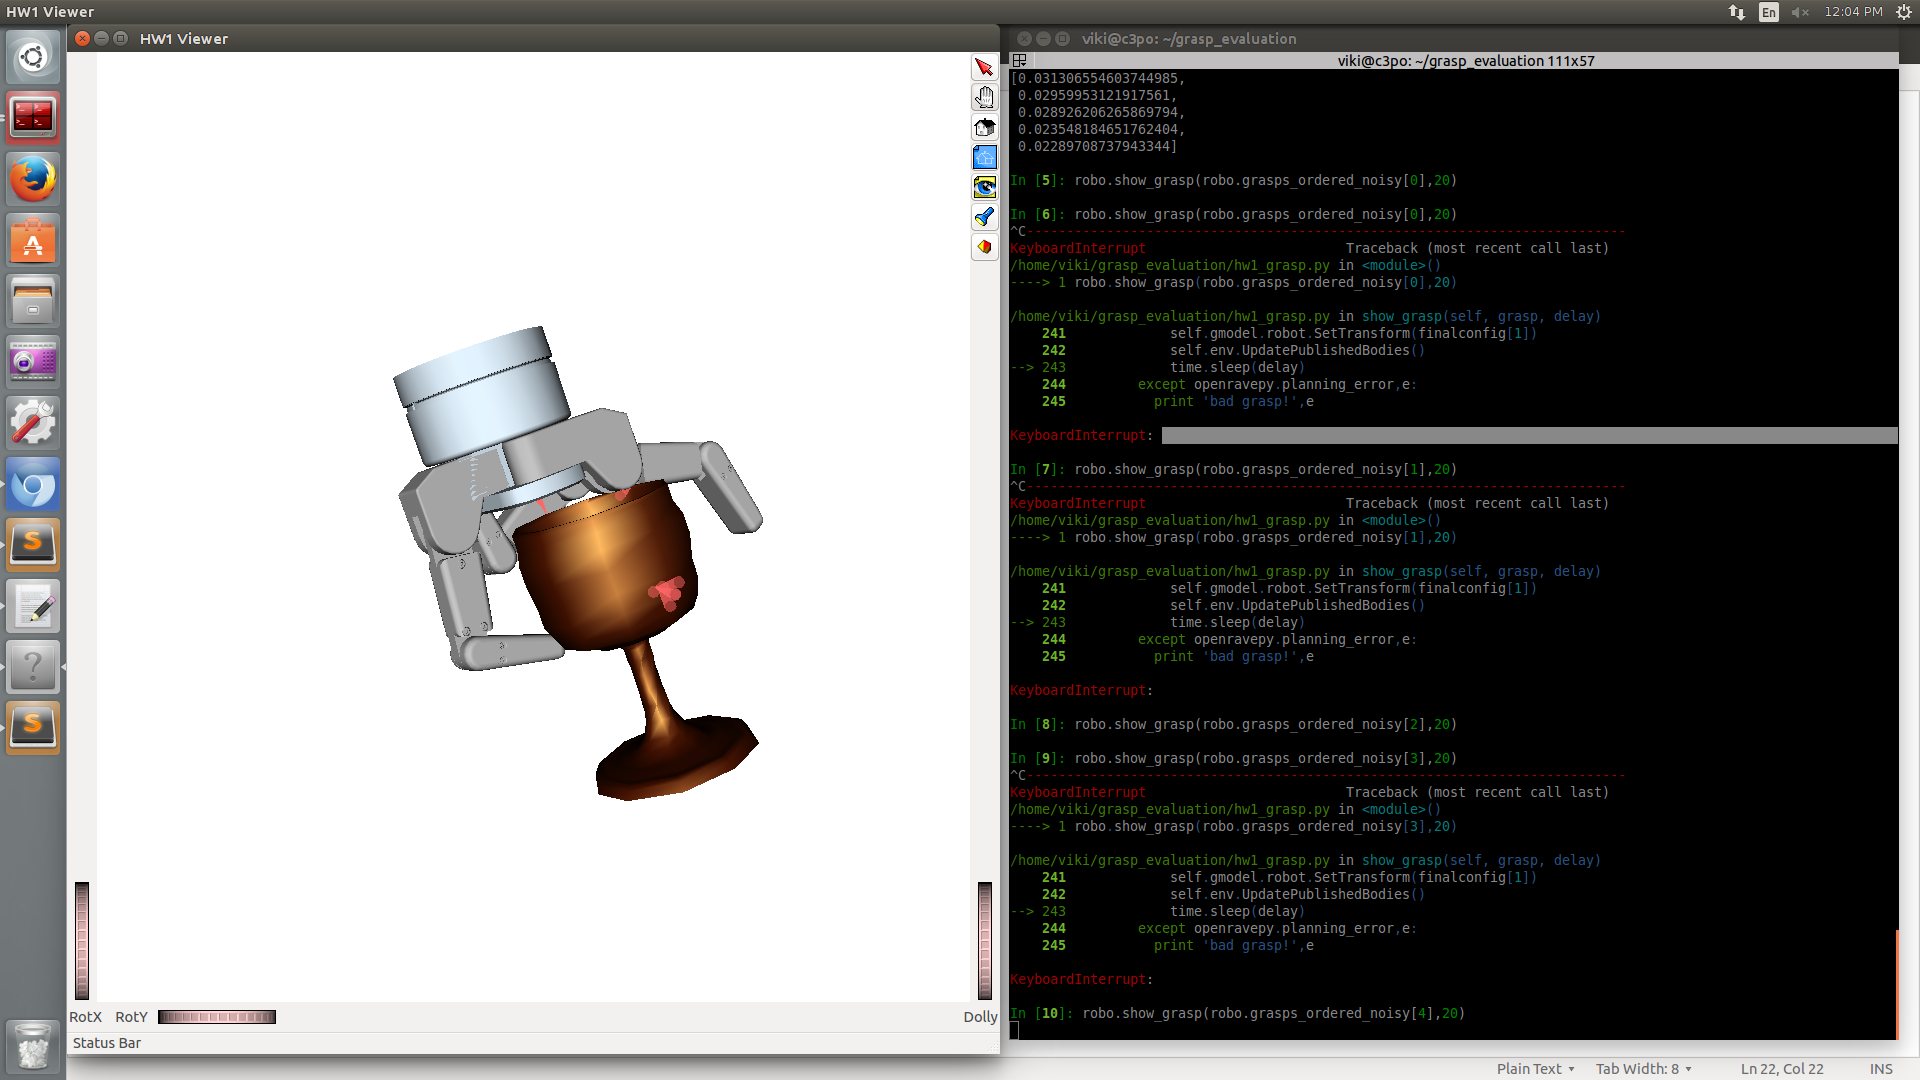 HW1 Viewer
En
12:04 PM
HW1 Viewer
RotX RotY
Dolly
Status Bar
viki@c3po: ~/grasp_evaluation
viki@c3po: ~/grasp_evaluation 111x57
[0.031306554603744985,
0.02959953121917561,
0.028926206265869794,
0.023548184651762404,
0.02289708737943344]
In [5]: robo.show_grasp(robo.grasps_ordered_noisy[0],20)
In [6]: robo.show_grasp(robo.grasps_ordered_noisy[0],20)
^C---------------------------------------------------------------------------
KeyboardInterrupt                         Traceback (most recent call last)
/home/viki/grasp_evaluation/hw1_grasp.py in <module>()
----> 1 robo.show_grasp(robo.grasps_ordered_noisy[0],20)
/home/viki/grasp_evaluation/hw1_grasp.py in show_grasp(self, grasp, delay)
    241             self.gmodel.robot.SetTransform(finalconfig[1])
    242             self.env.UpdatePublishedBodies()
--> 243             time.sleep(delay)
    244         except openravepy.planning_error,e:
    245           print 'bad grasp!',e
KeyboardInterrupt:
In [7]: robo.show_grasp(robo.grasps_ordered_noisy[1],20)
^C---------------------------------------------------------------------------
KeyboardInterrupt                         Traceback (most recent call last)
/home/viki/grasp_evaluation/hw1_grasp.py in <module>()
----> 1 robo.show_grasp(robo.grasps_ordered_noisy[1],20)
/home/viki/grasp_evaluation/hw1_grasp.py in show_grasp(self, grasp, delay)
    241             self.gmodel.robot.SetTransform(finalconfig[1])
    242             self.env.UpdatePublishedBodies()
--> 243             time.sleep(delay)
    244         except openravepy.planning_error,e:
    245           print 'bad grasp!',e
KeyboardInterrupt:
In [8]: robo.show_grasp(robo.grasps_ordered_noisy[2],20)
In [9]: robo.show_grasp(robo.grasps_ordered_noisy[3],20)
^C---------------------------------------------------------------------------
KeyboardInterrupt                         Traceback (most recent call last)
/home/viki/grasp_evaluation/hw1_grasp.py in <module>()
----> 1 robo.show_grasp(robo.grasps_ordered_noisy[3],20)
/home/viki/grasp_evaluation/hw1_grasp.py in show_grasp(self, grasp, delay)
    241             self.gmodel.robot.SetTransform(finalconfig[1])
    242             self.env.UpdatePublishedBodies()
--> 243             time.sleep(delay)
    244         except openravepy.planning_error,e:
    245           print 'bad grasp!',e
KeyboardInterrupt:
In [10]: robo.show_grasp(robo.grasps_ordered_noisy[4],20)
Plain Text Tab Width: 8 Ln 22, Col 22 INS